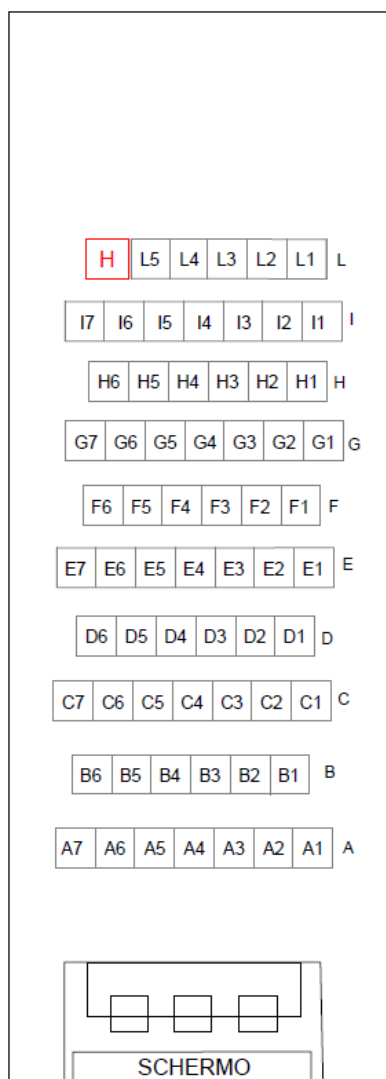 H L5 L4 L3 L2 L1 L
I7 I6 I5 I4 I3 I2 I1 I
H6 H5 H4 H3 H2 H1 H
G7 G6 G5 G4 G3 G2 G1 G
F6 F5 F4 F3 F2 F1 F
E7 E6 E5 E4 E3 E2 E1 E
D6 D5 D4 D3 D2 D1 D
C7 C6 C5 C4 C3 C2 C1 C
B6 B5 B4 B3 B2 B1 B
A7 A6 A5 A4 A3 A2 A1 A
SCHERMO